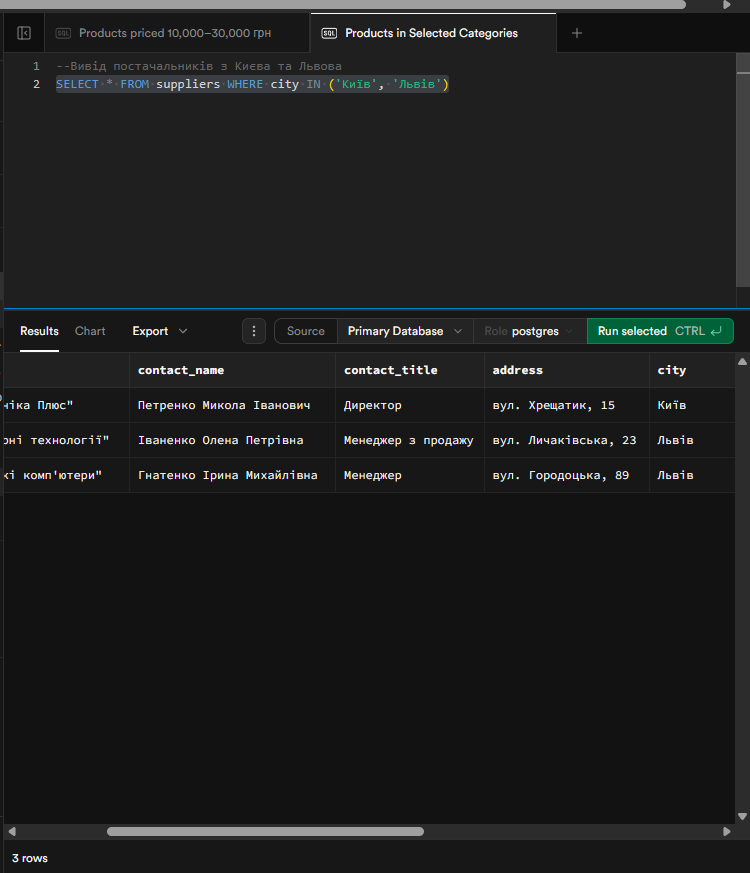 SQL Products priced 10,000–30,000 грн SQL Products in Selected Categories +
1 --Вивід постачальників з Києва та Львова
2 SELECT * FROM suppliers WHERE city IN ('Київ', 'Львів')
Results Chart Export Source Primary Database Role postgres Run selected CTRL ↵
contact_name contact_title address city
ніка Плюс" Петренко Микола Іванович Директор вул. Хрещатик, 15 Київ
рні технології" Іваненко Олена Петрівна Менеджер з продажу вул. Личаківська, 23 Львів
кі комп'ютери" Гнатенко Ірина Михайлівна Менеджер вул. Городоцька, 89 Львів
3 rows